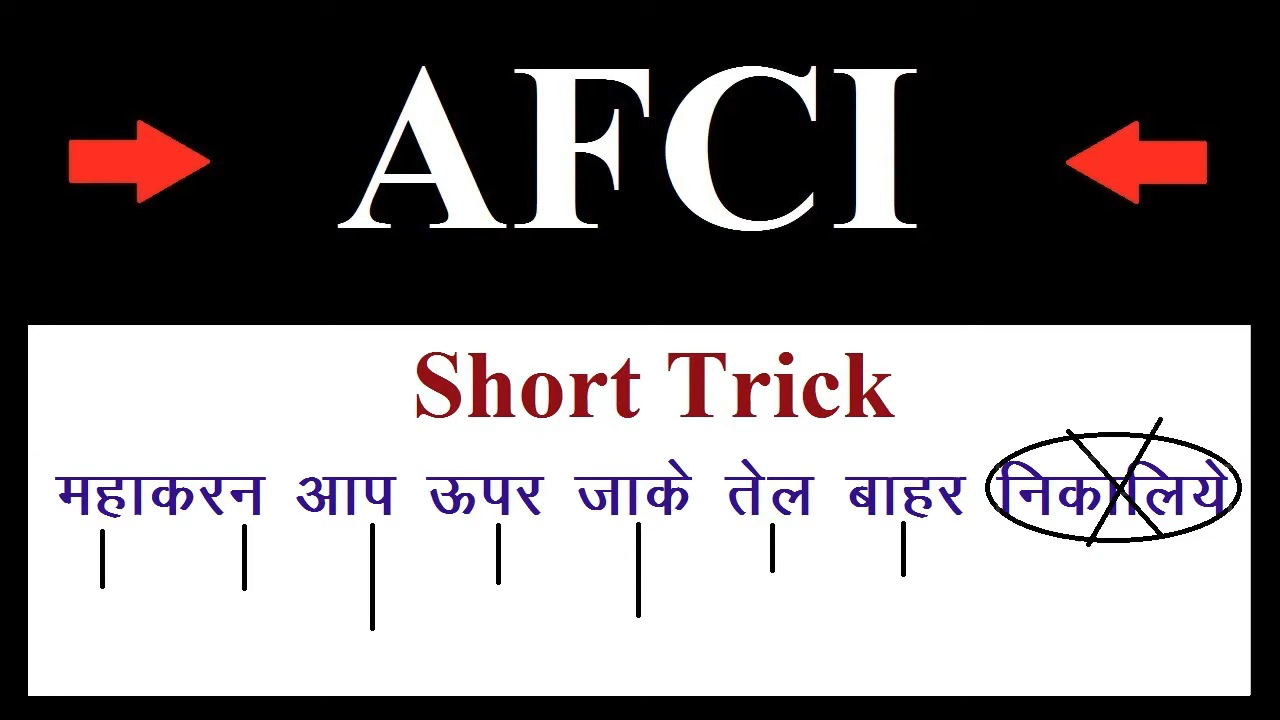 AFCI
Short Trick
महाकरन आप ऊपर जाके तेल बाहर निकालिये